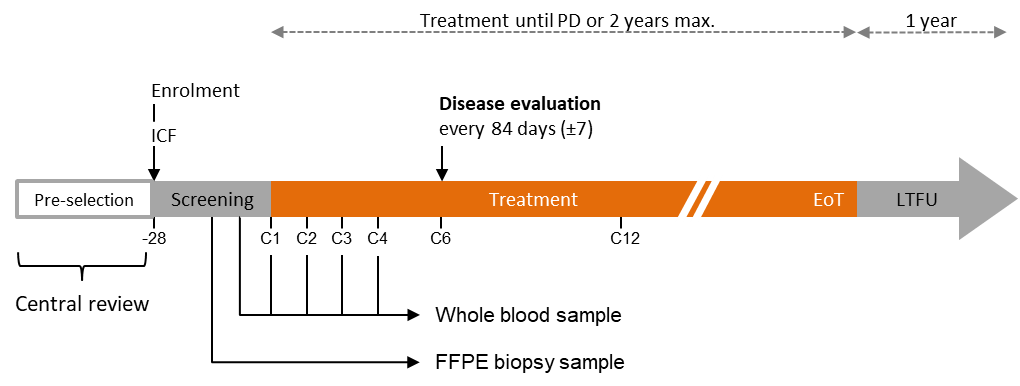 Treatment until PD or 2 years max.
1 year
Enrolment
ICF
Disease evaluation
every 84 days (±7)
Pre-selection
Screening
Treatment
EoT
LTFU
-28
C1
C2
C3
C4
C6
C12
Central review
Whole blood sample
FFPE biopsy sample